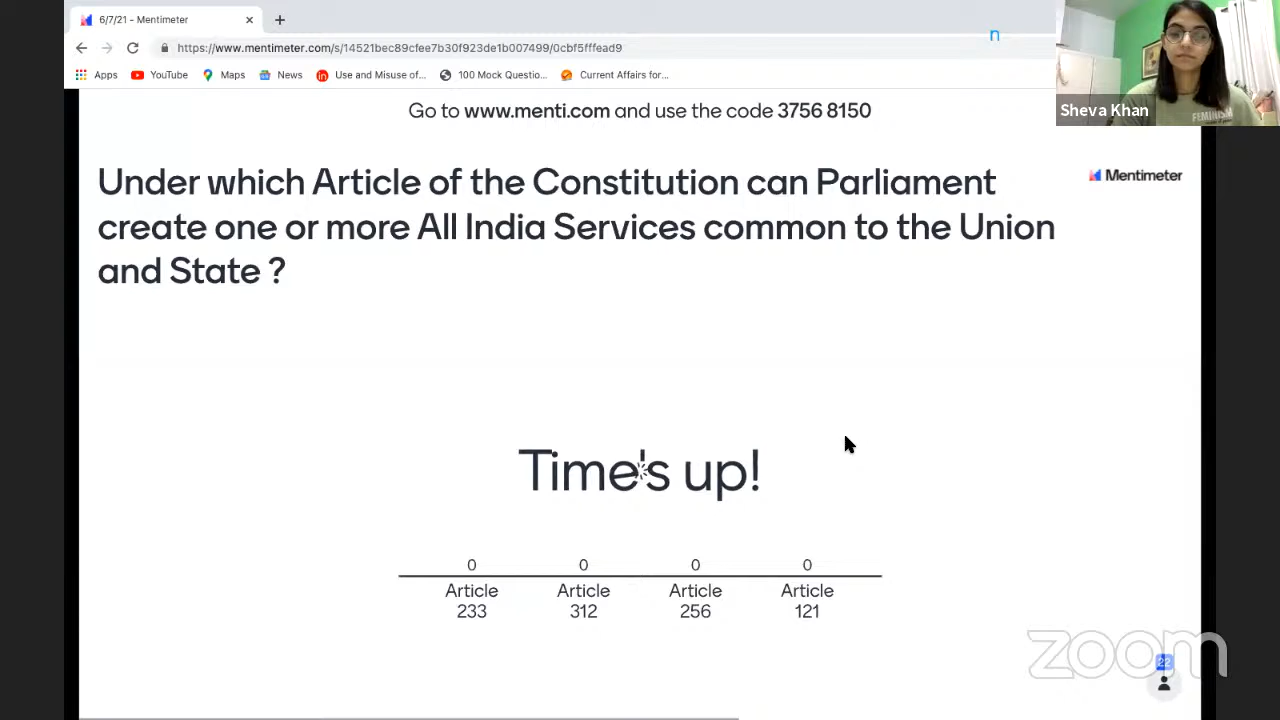 6/7/21 - Mentimeter
https://www.mentimeter.com/s/14521bec89cfee7b30f923de1b007499/0cbf5fffead9
n
Apps YouTube Maps News Use and Misuse of... 100 Mock Questio... Current Affairs for...
Sheva Khan
FEMINISM
Go to www.menti.com and use the code 3756 8150
Mentimeter
Under which Article of the Constitution can Parliament
create one or more All India Services common to the Union
and State ?
Time's up!
0 0 0 0
Article Article Article Article
233 312 256 121
zoom
22